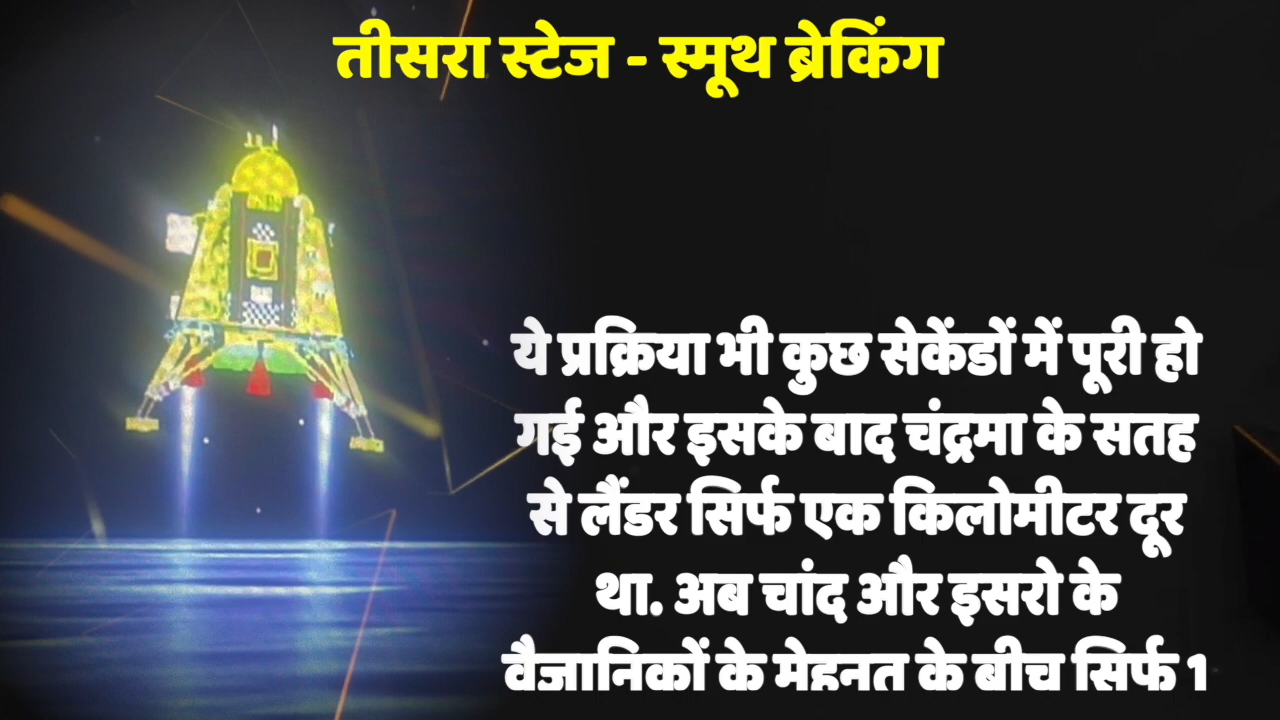 तीसरा स्टेज - स्मूथ ब्रेकिंग
ये प्रक्रिया भी कुछ सेकेंडों में पूरी हो
गई और इसके बाद चंद्रमा के सतह
से लैंडर सिर्फ एक किलोमीटर दूर
था. अब चांद और इसरो के
वैज्ञानिकों के मेहनत के बीच सिर्फ 1